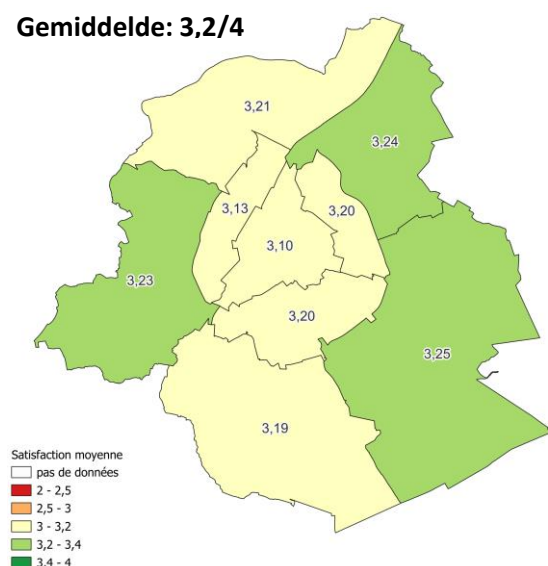 Gemiddelde: 3,2/4
3,21
3,24
3,13
3,20
3,10
3,23
3,20
3,25
3,19
Satisfaction moyenne
pas de données
2 - 2,5
2,5 - 3
3 - 3,2
3,2 - 3,4
3,4 - 4